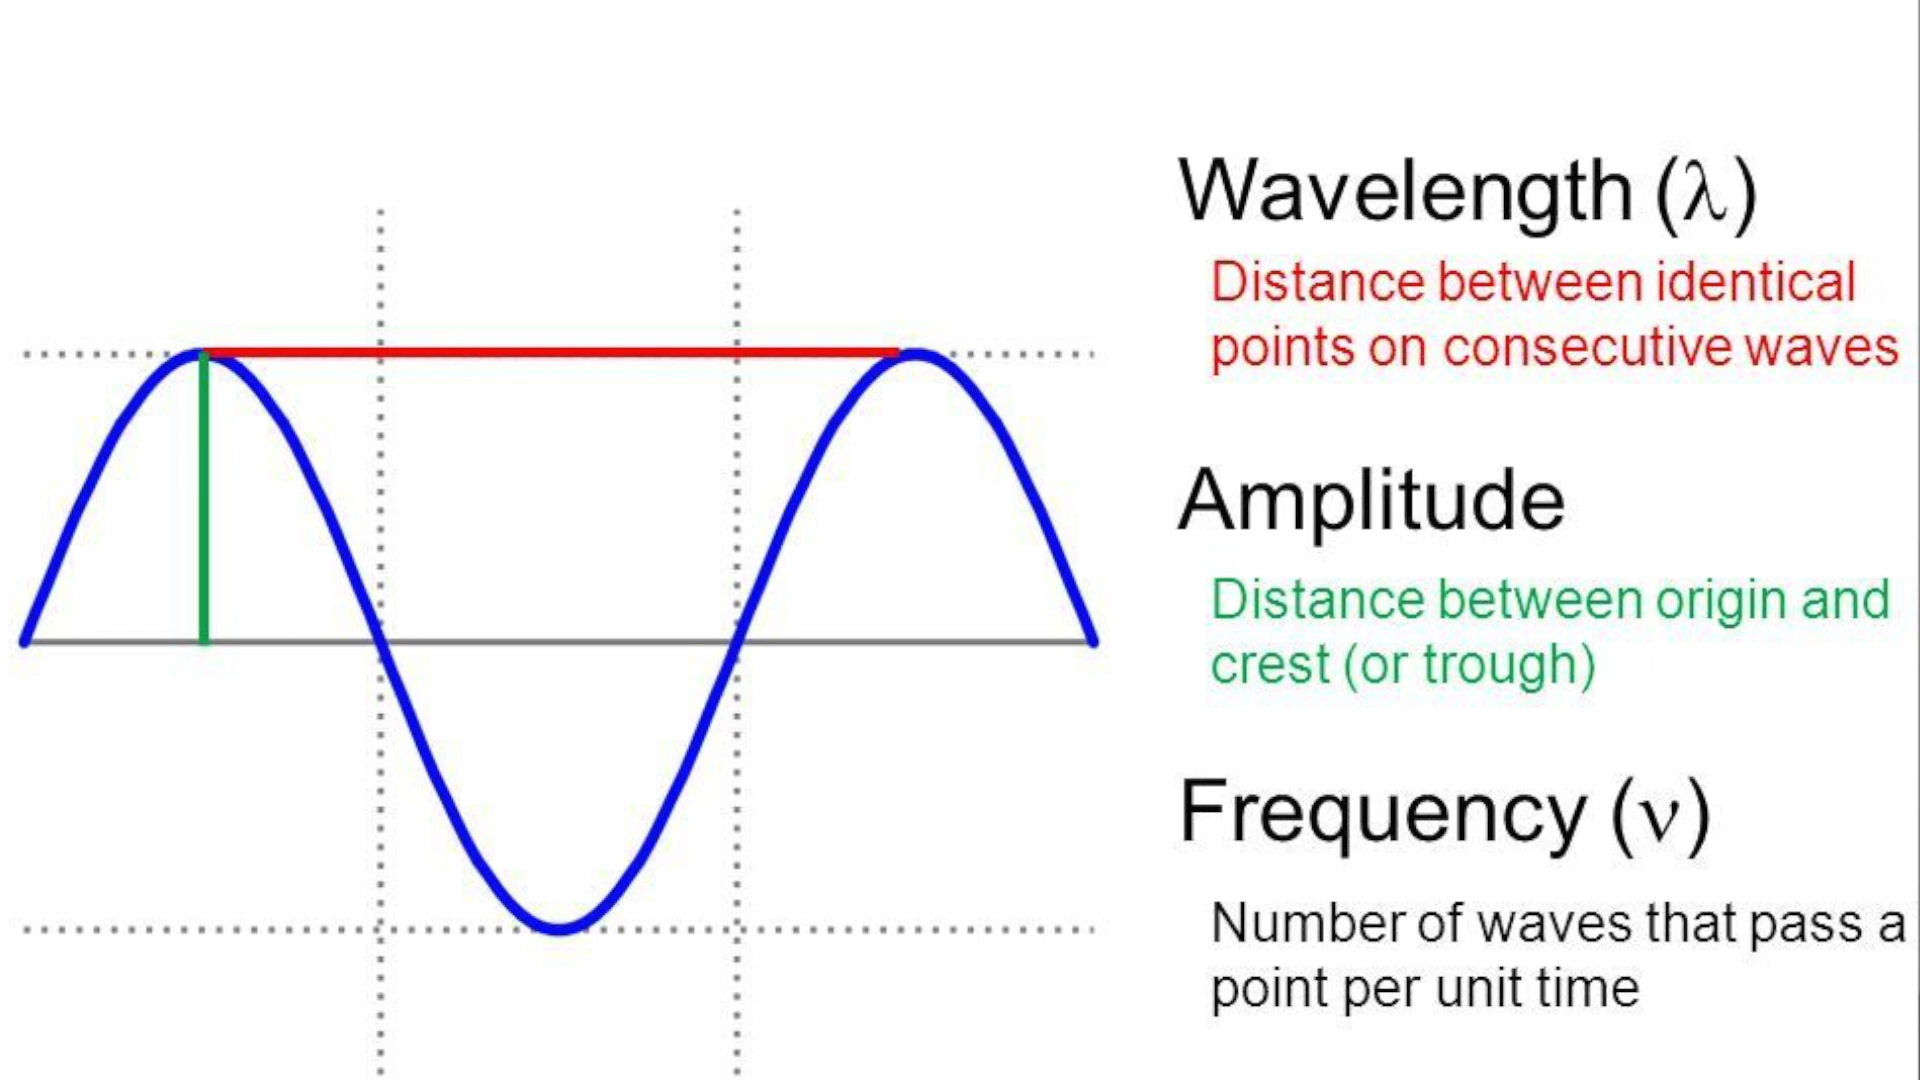 Wavelength (λ)
Distance between identical
points on consecutive waves
Amplitude
Distance between origin and
crest (or trough)
Frequency (ν)
Number of waves that pass a
point per unit time